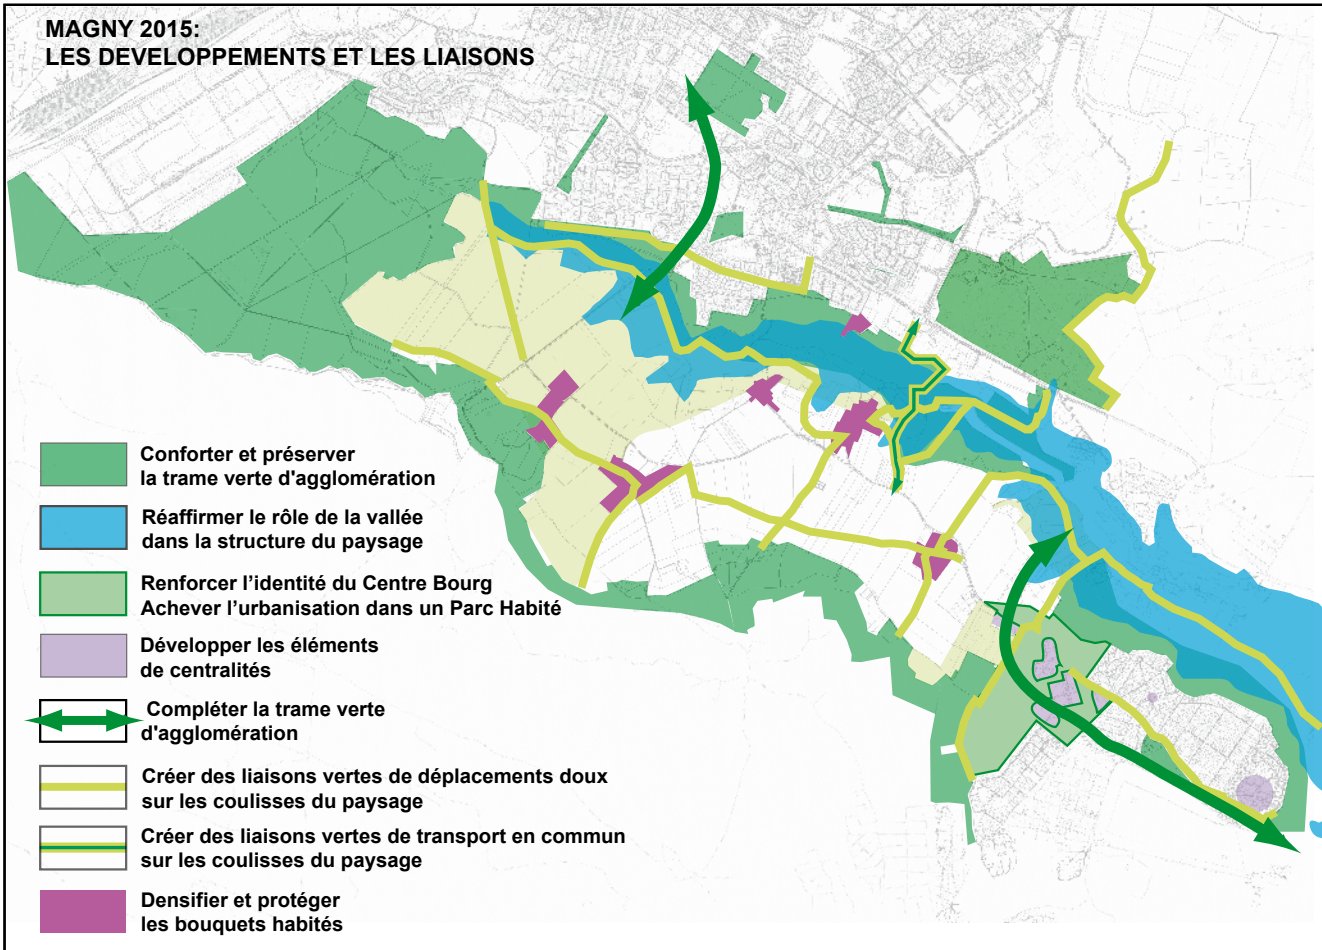 MAGNY 2015:
LES DEVELOPPEMENTS ET LES LIAISONS
Conforter et préserver
la trame verte d'agglomération
Réaffirmer le rôle de la vallée
dans la structure du paysage
Renforcer l’identité du Centre Bourg
Achever l’urbanisation dans un Parc Habité
Développer les éléments
de centralités
Compléter la trame verte
d'agglomération
Créer des liaisons vertes de déplacements doux
sur les coulisses du paysage
Créer des liaisons vertes de transport en commun
sur les coulisses du paysage
Densifier et protéger
les bouquets habités